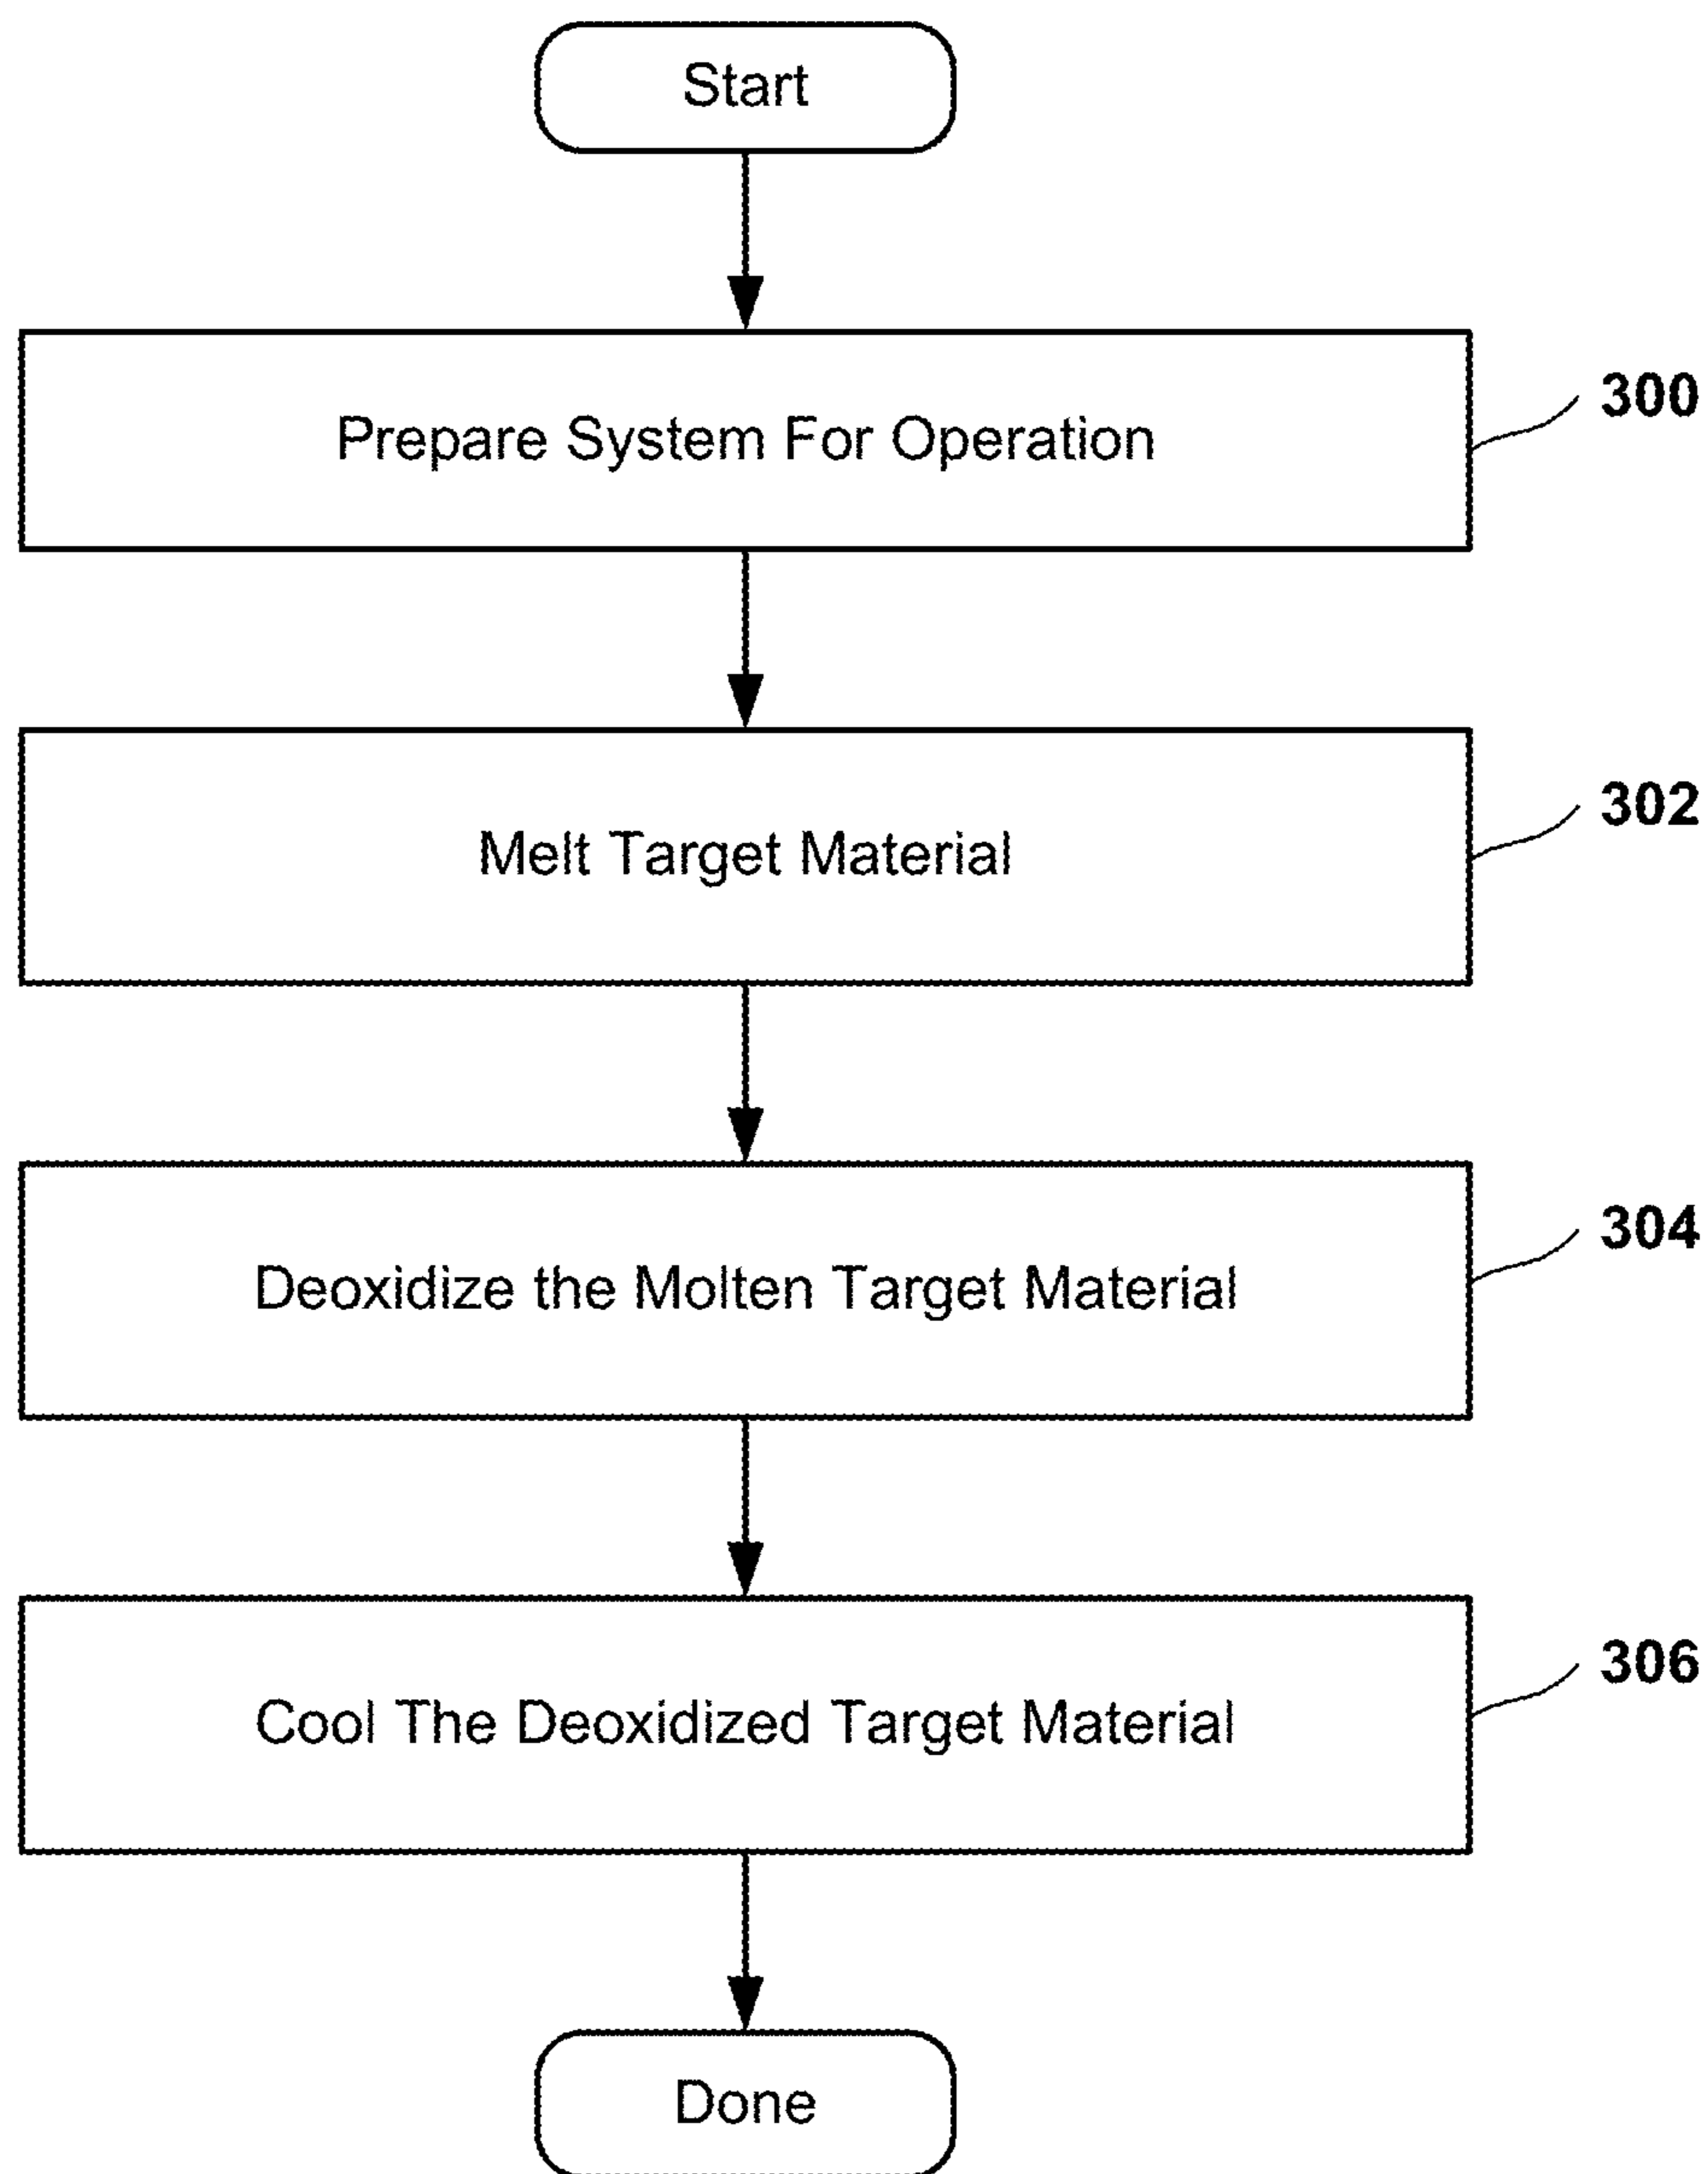 Start
Prepare System For Operation
300
Melt Target Material
302
Deoxidize the Molten Target Material
304
Cool The Deoxidized Target Material
306
Done